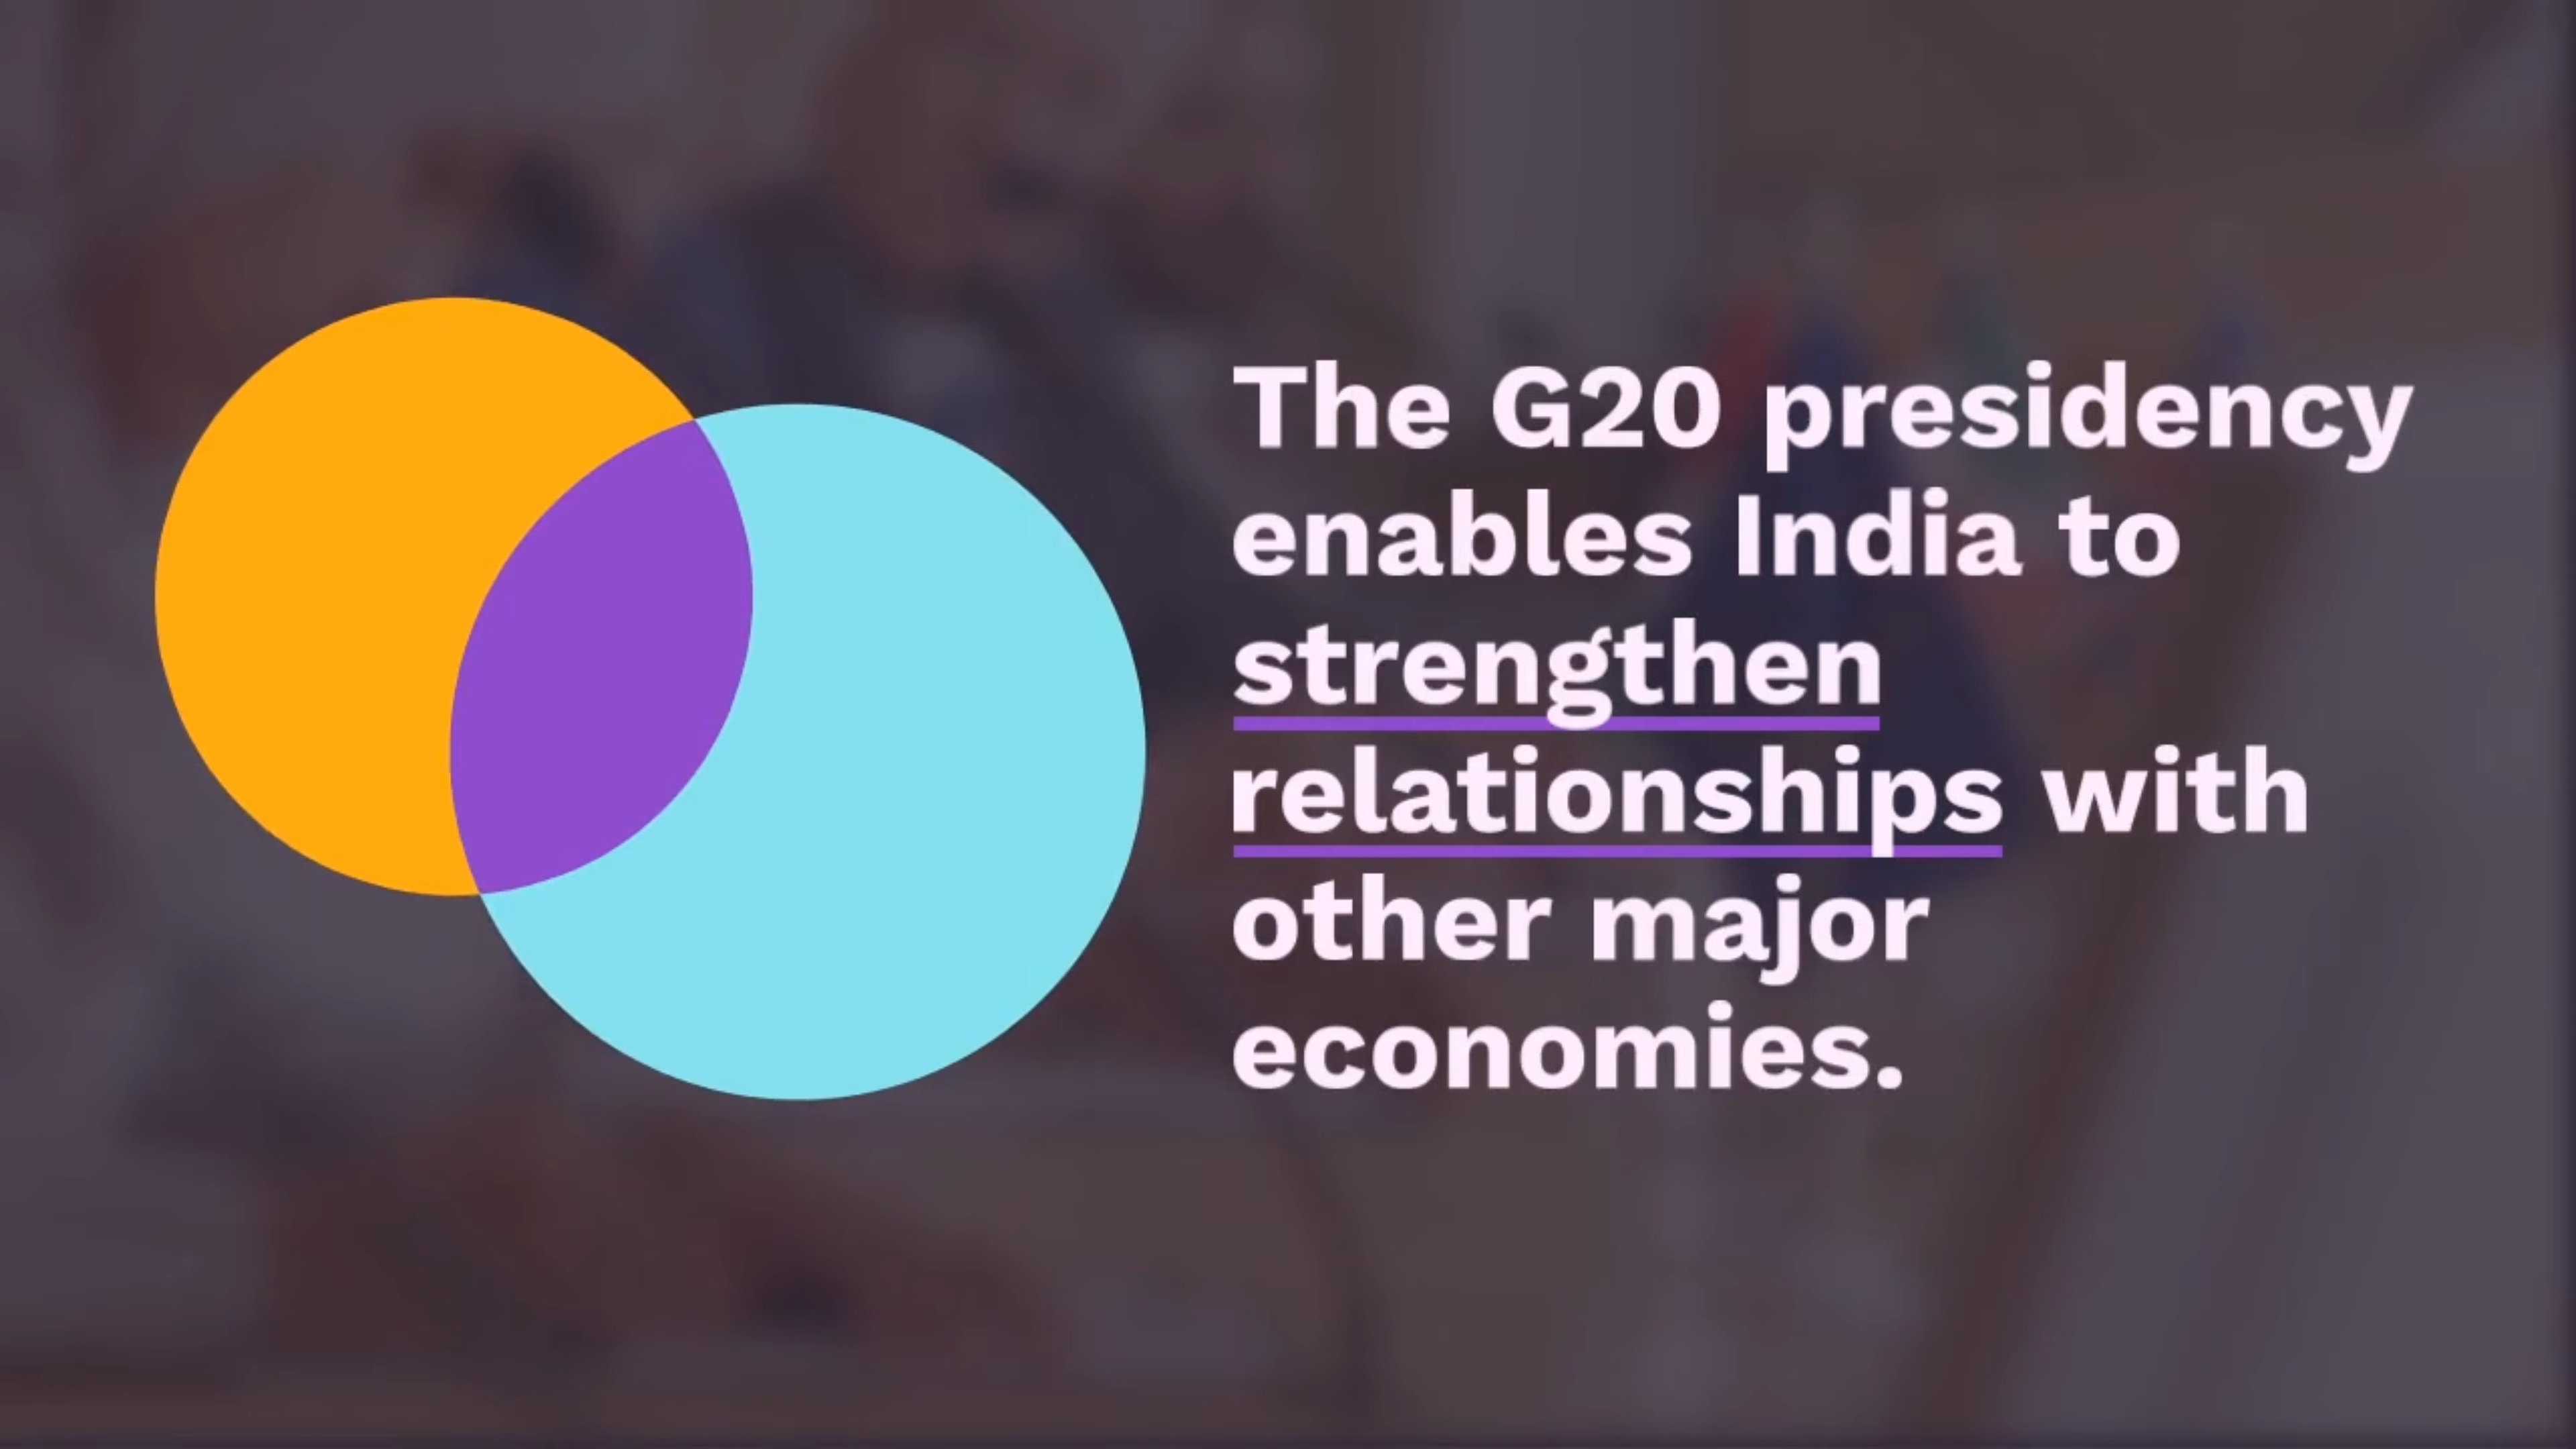 The G20 presidency
enables India to
strengthen
relationships with
other major
economies.